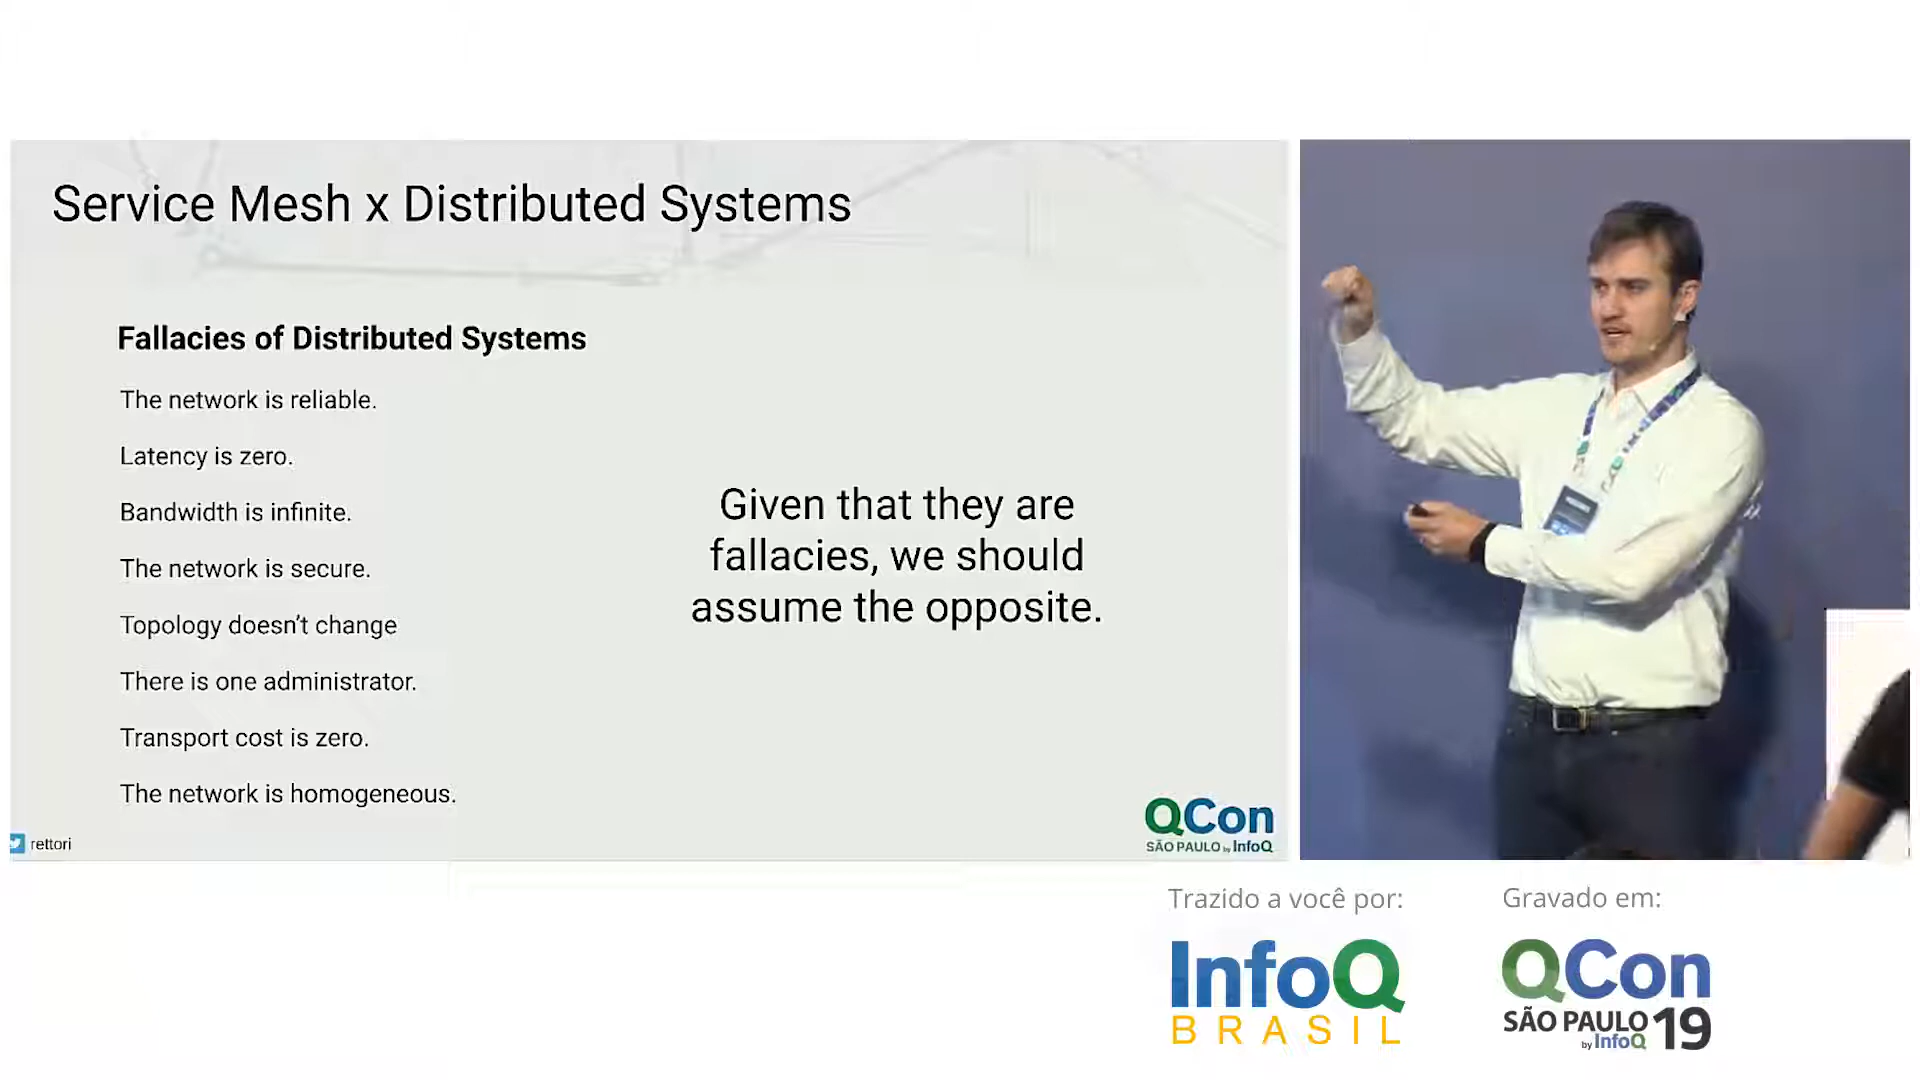 Service Mesh x Distributed Systems
Fallacies of Distributed Systems
The network is reliable.
Latency is zero.
Bandwidth is infinite.
The network is secure.
Topology doesn't change
There is one administrator.
Transport cost is zero.
The network is homogeneous.
Given that they are
fallacies, we should
assume the opposite.
rettori
QCon
SÃO PAULO by InfoQ
Trazido a você por:
InfoQ
BRASIL
Gravado em:
QCon
SÃO PAULO 19
by InfoQ